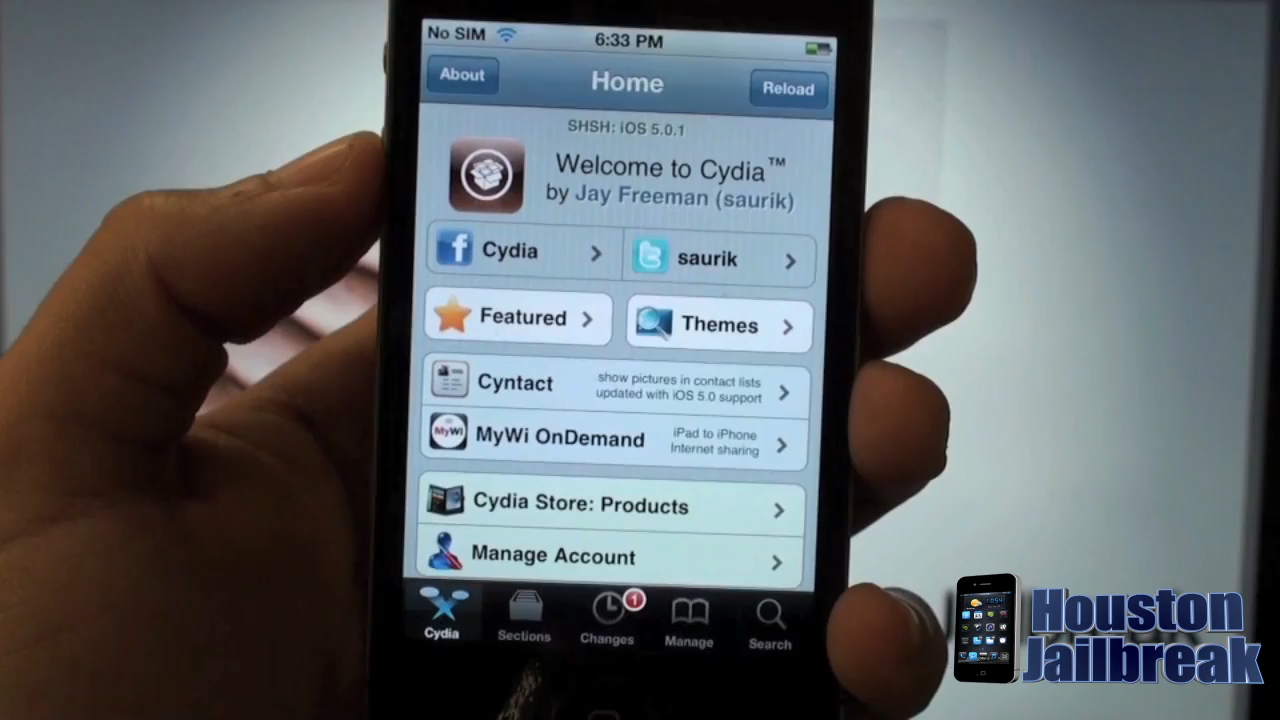 No SIM 6:33 PM
About Home Reload
SHSH: iOS 5.0.1
Welcome to Cydia™
by Jay Freeman (saurik)
f Cydia
saurik
Featured
Themes
Cyntact
show pictures in contact lists
updated with iOS 5.0 support
MyWi
MyWi OnDemand
iPad to iPhone
Internet sharing
Cydia Store: Products
Manage Account
1
Cydia Sections Changes Manage Search
Houston
Jailbreak